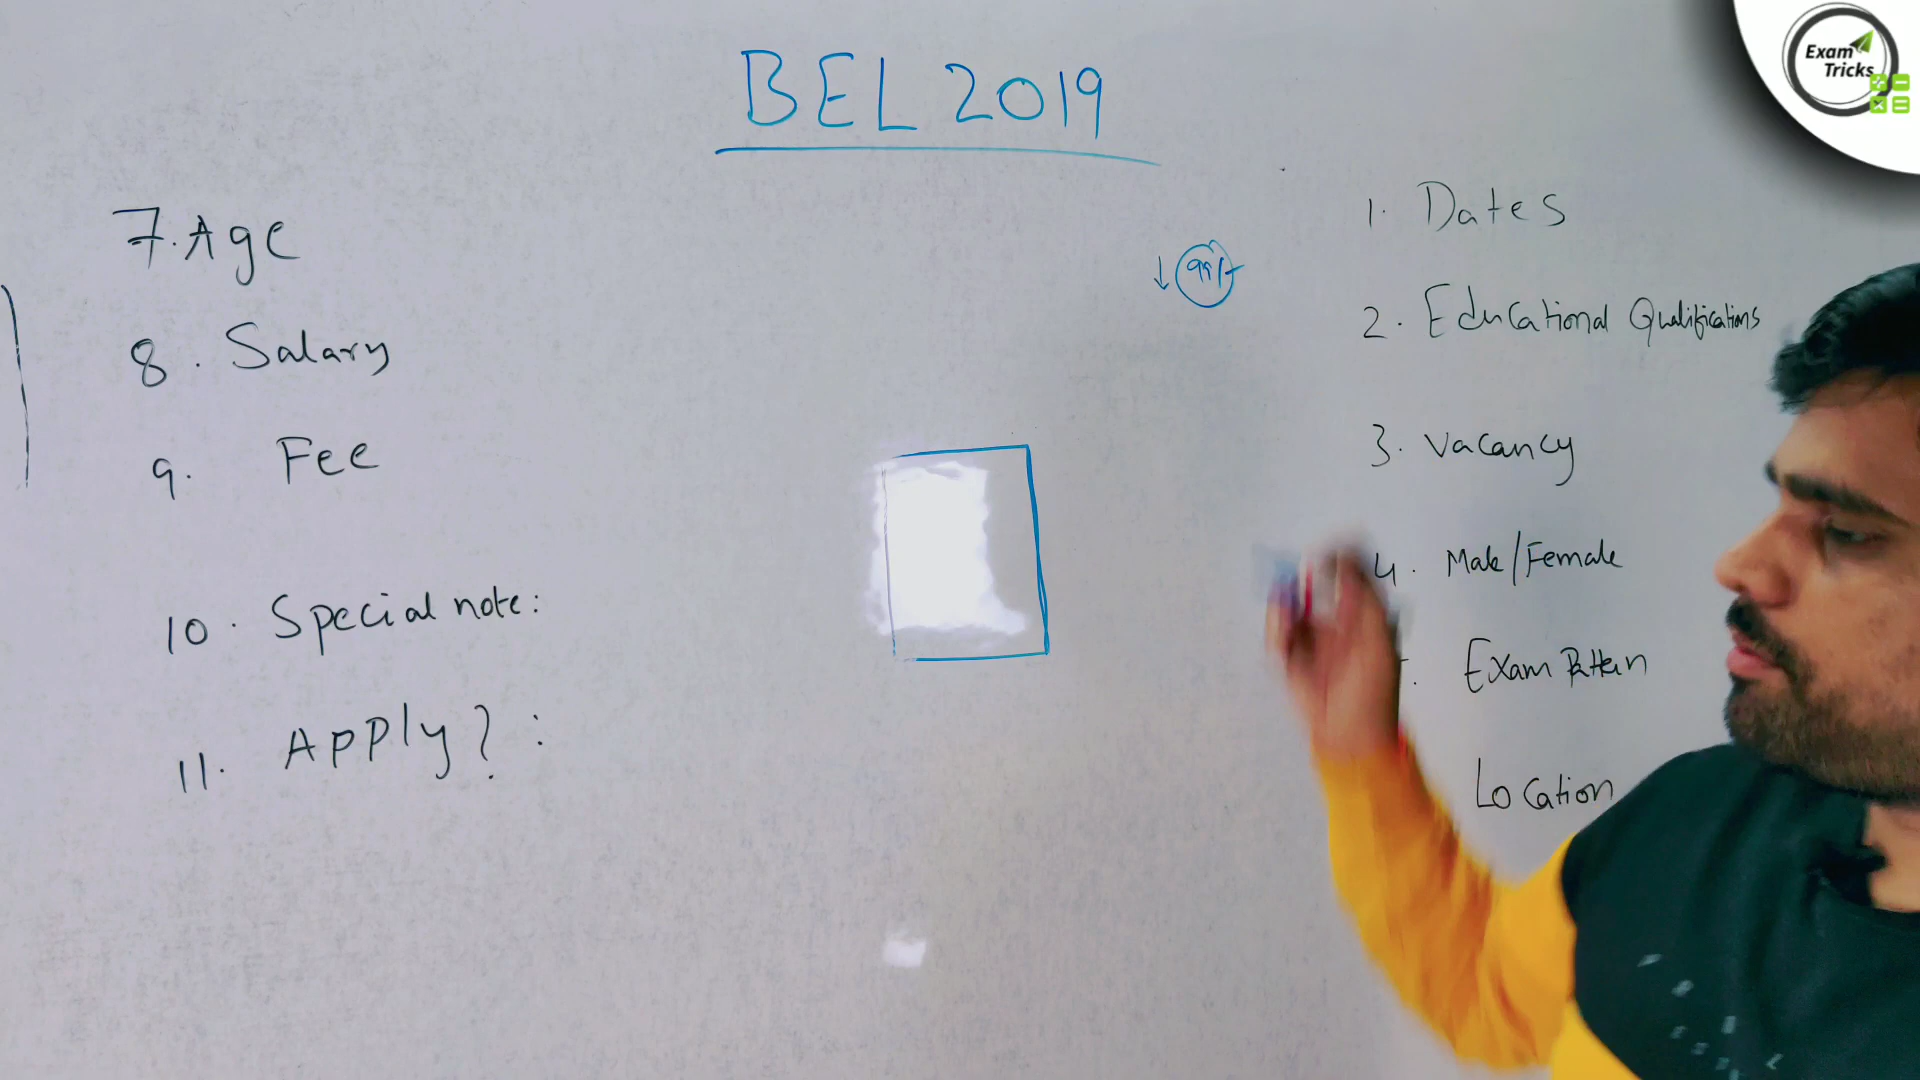 BEL 2019
1. Dates
2. Educational Qualifications
3. Vacancy
4. Male/Female
Exam Pattern
Location
7. Age
8. Salary
9. Fee
10. Special note:
11. Apply? :
Exam
Tricks